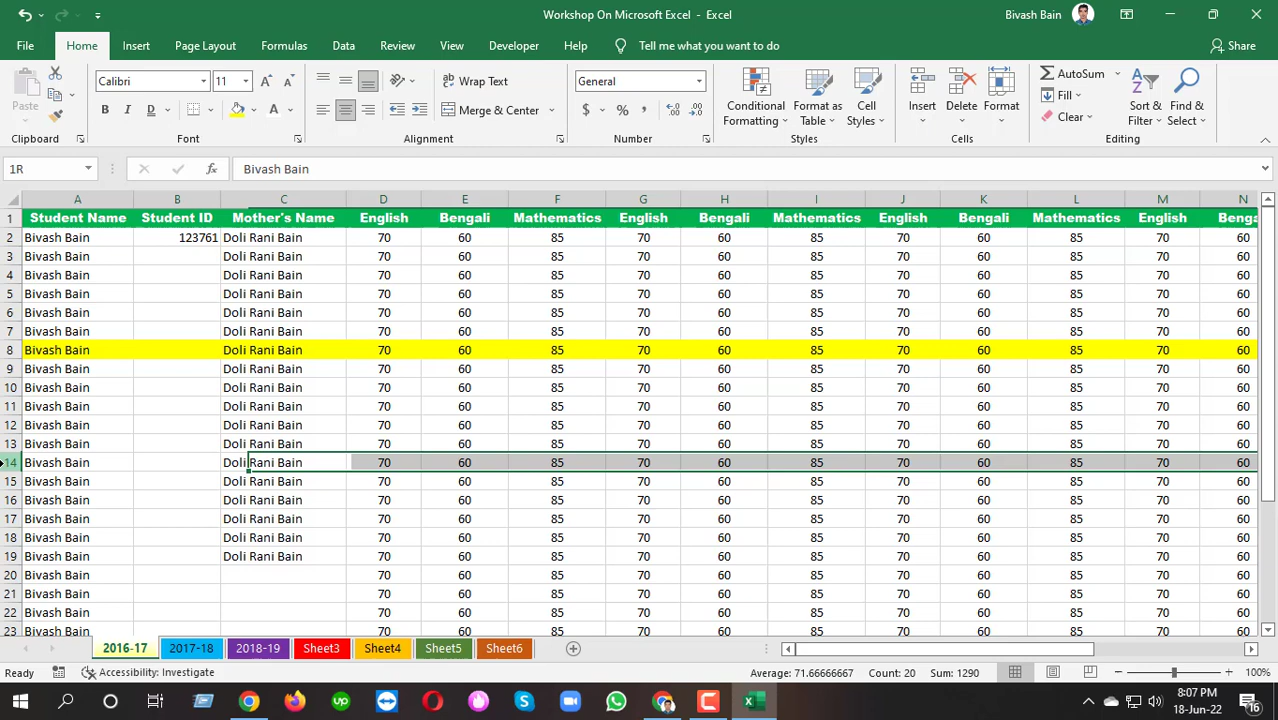 Workshop On Microsoft Excel - Excel
Bivash Bain
File Home Insert Page Layout Formulas Data Review View Developer Help Tell me what you want to do Share
Paste
Calibri 11
Wrap Text
General
Conditional Formatting
Format as Table
Cell Styles
Insert Delete Format
AutoSum
Fill
Clear
Sort & Filter
Find & Select
B I D A A A
Merge & Center
$ % ,
Clipboard Font Alignment Number Styles Cells Editing
1R fx Bivash Bain
A B C D E F G H I J K L M N
1 Student Name Student ID Mother's Name English Bengali Mathematics English Bengali Mathematics English Bengali Mathematics English Benga
2 Bivash Bain 123761 Doli Rani Bain 70 60 85 70 60 85 70 60 85 70 60
3 Bivash Bain Doli Rani Bain 70 60 85 70 60 85 70 60 85 70 60
4 Bivash Bain Doli Rani Bain 70 60 85 70 60 85 70 60 85 70 60
5 Bivash Bain Doli Rani Bain 70 60 85 70 60 85 70 60 85 70 60
6 Bivash Bain Doli Rani Bain 70 60 85 70 60 85 70 60 85 70 60
7 Bivash Bain Doli Rani Bain 70 60 85 70 60 85 70 60 85 70 60
8 Bivash Bain Doli Rani Bain 70 60 85 70 60 85 70 60 85 70 60
9 Bivash Bain Doli Rani Bain 70 60 85 70 60 85 70 60 85 70 60
10 Bivash Bain Doli Rani Bain 70 60 85 70 60 85 70 60 85 70 60
11 Bivash Bain Doli Rani Bain 70 60 85 70 60 85 70 60 85 70 60
12 Bivash Bain Doli Rani Bain 70 60 85 70 60 85 70 60 85 70 60
13 Bivash Bain Doli Rani Bain 70 60 85 70 60 85 70 60 85 70 60
14 Bivash Bain Doli Rani Bain 70 60 85 70 60 85 70 60 85 70 60
15 Bivash Bain Doli Rani Bain 70 60 85 70 60 85 70 60 85 70 60
16 Bivash Bain Doli Rani Bain 70 60 85 70 60 85 70 60 85 70 60
17 Bivash Bain Doli Rani Bain 70 60 85 70 60 85 70 60 85 70 60
18 Bivash Bain Doli Rani Bain 70 60 85 70 60 85 70 60 85 70 60
19 Bivash Bain Doli Rani Bain 70 60 85 70 60 85 70 60 85 70 60
20 Bivash Bain 70 60 85 70 60 85 70 60 85 70 60
21 Bivash Bain 70 60 85 70 60 85 70 60 85 70 60
22 Bivash Bain 70 60 85 70 60 85 70 60 85 70 60
23 Bivash Bain 70 60 85 70 60 85 70 60 85 70 60
2016-17 2017-18 2018-19 Sheet3 Sheet4 Sheet5 Sheet6
Ready Accessibility: Investigate Average: 71.66666667 Count: 20 Sum: 1290 100%
8:07 PM
18-Jun-22
16